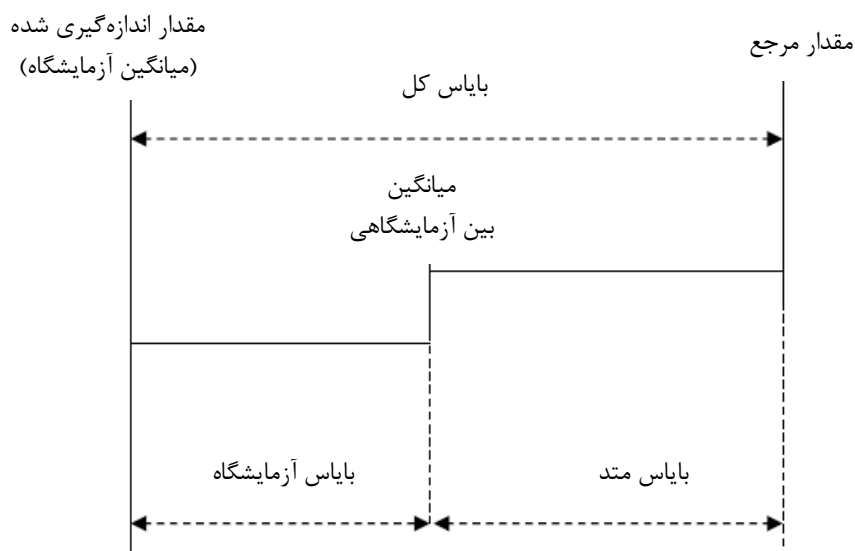 مقدار اندازه‌گیری شده
(میانگین آزمایشگاه)
مقدار مرجع
بایاس کل
میانگین
بین آزمایشگاهی
بایاس متد
بایاس آزمایشگاه